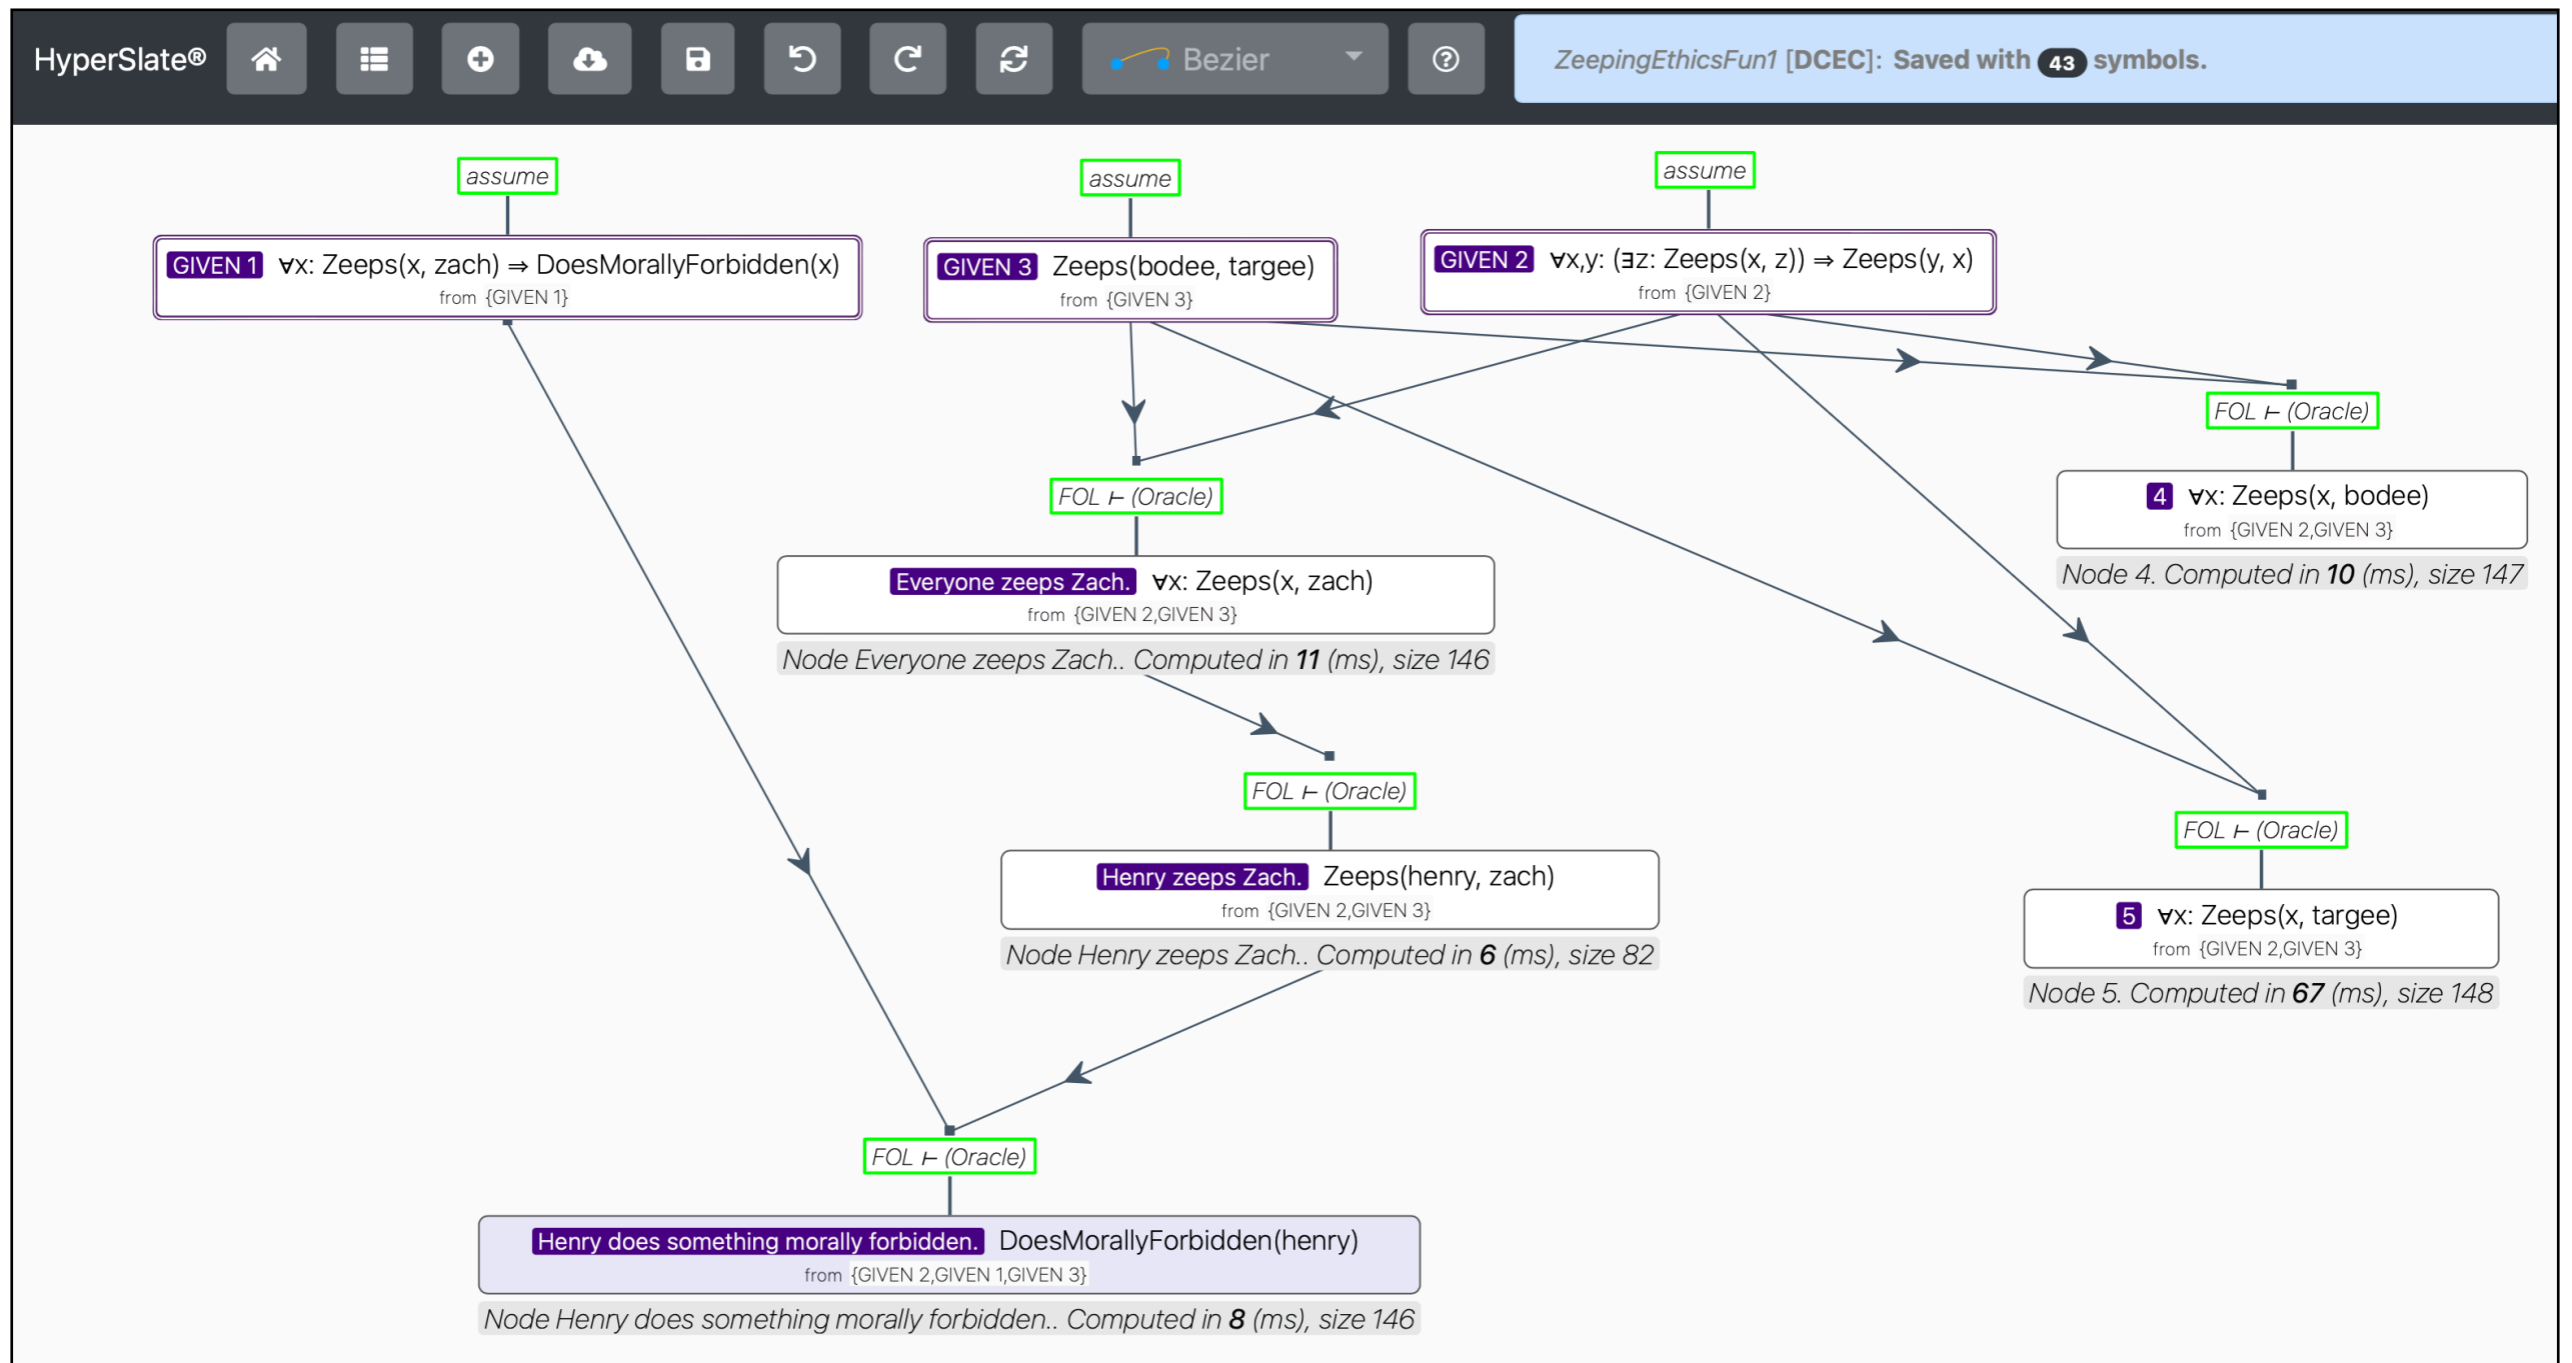 HyperSlate® Bezier ZeepingEthicsFun1 [DCEC]: Saved with 43 symbols.
assume
assume
assume
GIVEN 1 ∀x: Zeeps(x, zach) ⇒ DoesMorallyForbidden(x)
from {GIVEN 1}
GIVEN 3 Zeeps(bodee, targee)
from {GIVEN 3}
GIVEN 2 ∀x,y: (∃z: Zeeps(x, z)) ⇒ Zeeps(y, x)
from {GIVEN 2}
FOL ⊢ (Oracle)
4 ∀x: Zeeps(x, bodee)
from {GIVEN 2,GIVEN 3}
Node 4. Computed in 10 (ms), size 147
FOL ⊢ (Oracle)
Everyone zeeps Zach. ∀x: Zeeps(x, zach)
from {GIVEN 2,GIVEN 3}
Node Everyone zeeps Zach.. Computed in 11 (ms), size 146
FOL ⊢ (Oracle)
Henry zeeps Zach. Zeeps(henry, zach)
from {GIVEN 2,GIVEN 3}
Node Henry zeeps Zach.. Computed in 6 (ms), size 82
FOL ⊢ (Oracle)
5 ∀x: Zeeps(x, targee)
from {GIVEN 2,GIVEN 3}
Node 5. Computed in 67 (ms), size 148
FOL ⊢ (Oracle)
Henry does something morally forbidden. DoesMorallyForbidden(henry)
from {GIVEN 2,GIVEN 1,GIVEN 3}
Node Henry does something morally forbidden.. Computed in 8 (ms), size 146